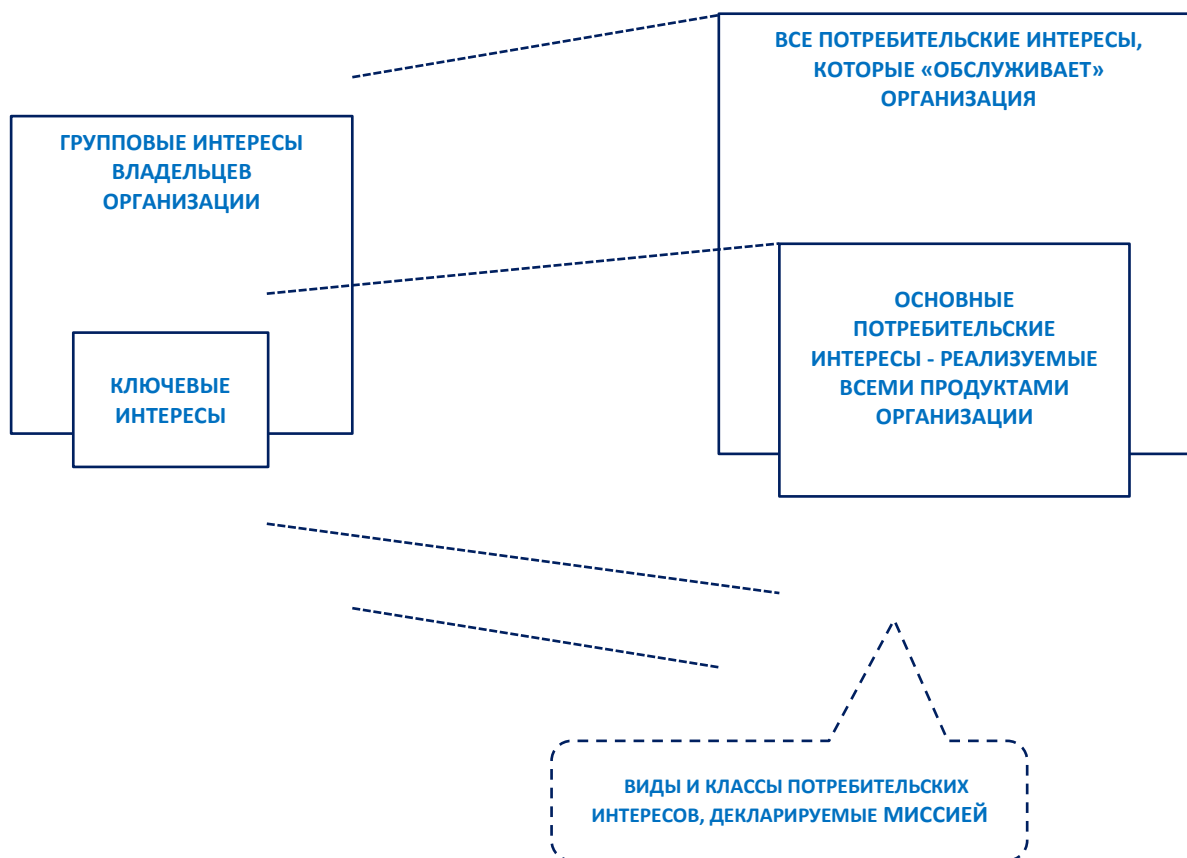 ВСЕ ПОТРЕБИТЕЛЬСКИЕ ИНТЕРЕСЫ,
КОТОРЫЕ «ОБСЛУЖИВАЕТ»
ОРГАНИЗАЦИЯ
ГРУППОВЫЕ ИНТЕРЕСЫ
ВЛАДЕЛЬЦЕВ
ОРГАНИЗАЦИИ
ОСНОВНЫЕ
ПОТРЕБИТЕЛЬСКИЕ
ИНТЕРЕСЫ - РЕАЛИЗУЕМЫЕ
ВСЕМИ ПРОДУКТАМИ
ОРГАНИЗАЦИИ
КЛЮЧЕВЫЕ
ИНТЕРЕСЫ
ВИДЫ И КЛАССЫ ПОТРЕБИТЕЛЬСКИХ
ИНТЕРЕСОВ, ДЕКЛАРИРУЕМЫЕ МИССИЕЙ